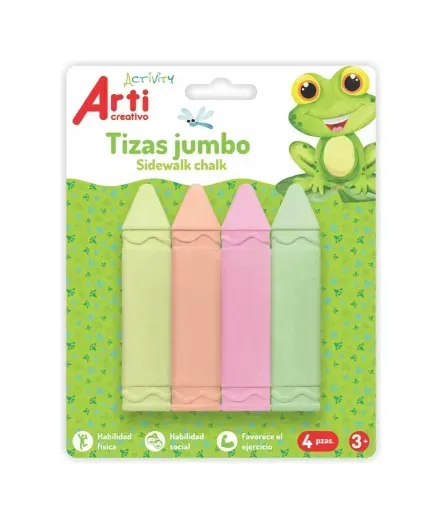 ACTIVITY
Arti
creativo
Tizas jumbo
Sidewalk chalk
Habilidad
física
Habilidad
social
Favorece el
ejercicio
4 pzas.
3+